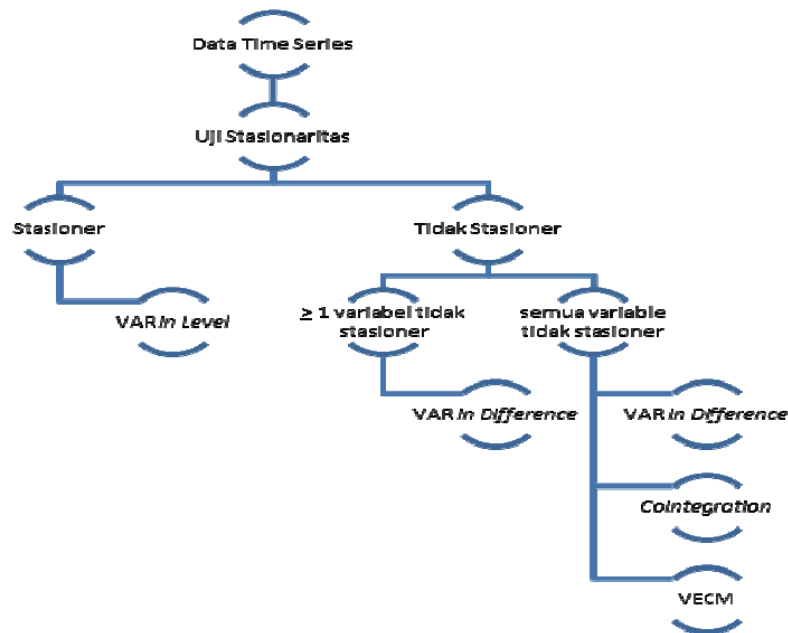 Data Time Series
Uji Stasionaritas
Stasioner
Tidak Stasioner
VAR In Level
≥ 1 variabel tidak
stasioner
semua variable
tidak stasioner
VAR In Difference
VAR In Difference
Cointegration
VECM